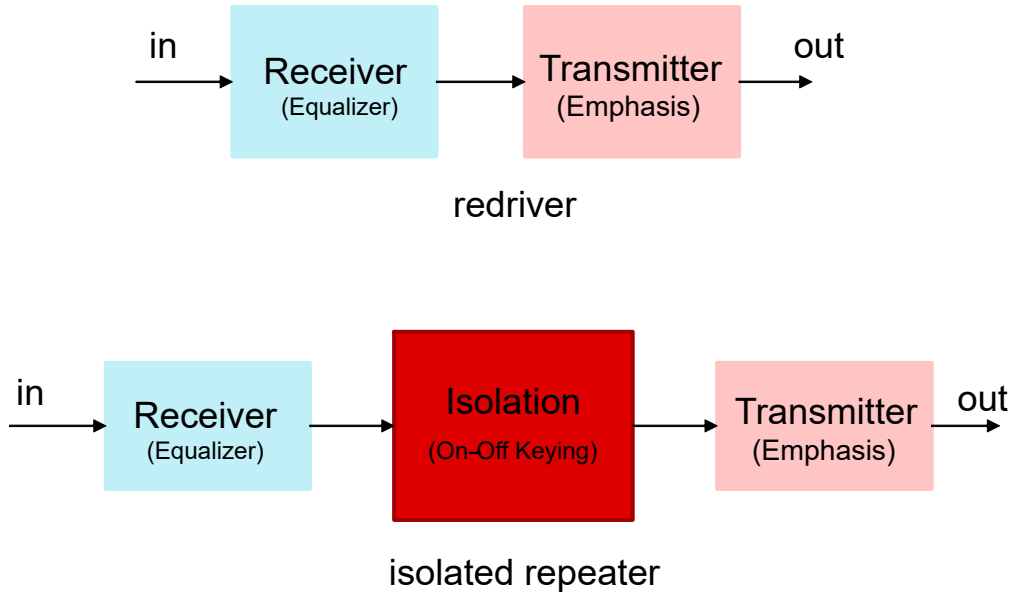 in
Receiver
(Equalizer)
Transmitter
(Emphasis)
out
redriver
in
Receiver
(Equalizer)
Isolation
(On-Off Keying)
Transmitter
(Emphasis)
out
isolated repeater